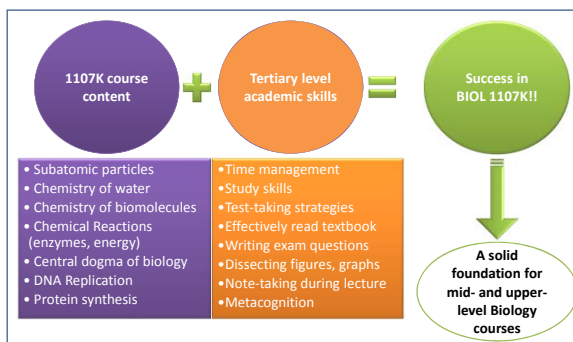 1107K course
content
Tertiary level
academic skills
Success in
BIOL 1107K!!
• Subatomic particles
• Chemistry of water
• Chemistry of biomolecules
• Chemical Reactions
(enzymes, energy)
• Central dogma of biology
• DNA Replication
• Protein synthesis
•Time management
•Study skills
•Test-taking strategies
•Effectively read textbook
•Writing exam questions
•Dissecting figures, graphs
•Note-taking during lecture
•Metacognition
A solid
foundation for
mid- and upper-
level Biology
courses